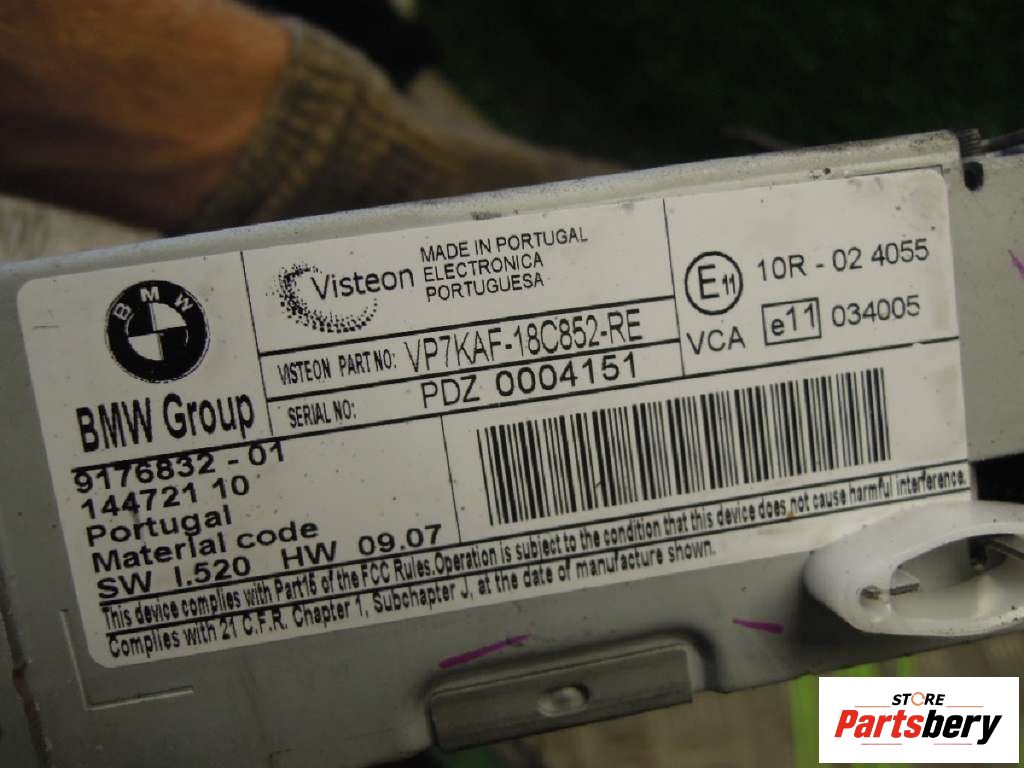 BMW
BMW Group
Visteon
MADE IN PORTUGAL
ELECTRONICA
PORTUGUESA
VISTEON PART NO: VP7KAF-18C852-RE
SERIAL NO: PDZ 0004151
E11 10R - 02 4055
VCA e11 034005
9176832 - 01
144721 10
Portugal
Material code
SW I.520 HW 09.07
This device complies with Part15 of the FCC Rules.Operation is subject to the condition that this device does not cause harmful interference.
Complies with 21 C.F.R. Chapter 1, Subchapter J, at the date of manufacture shown.
STORE
Partsbery